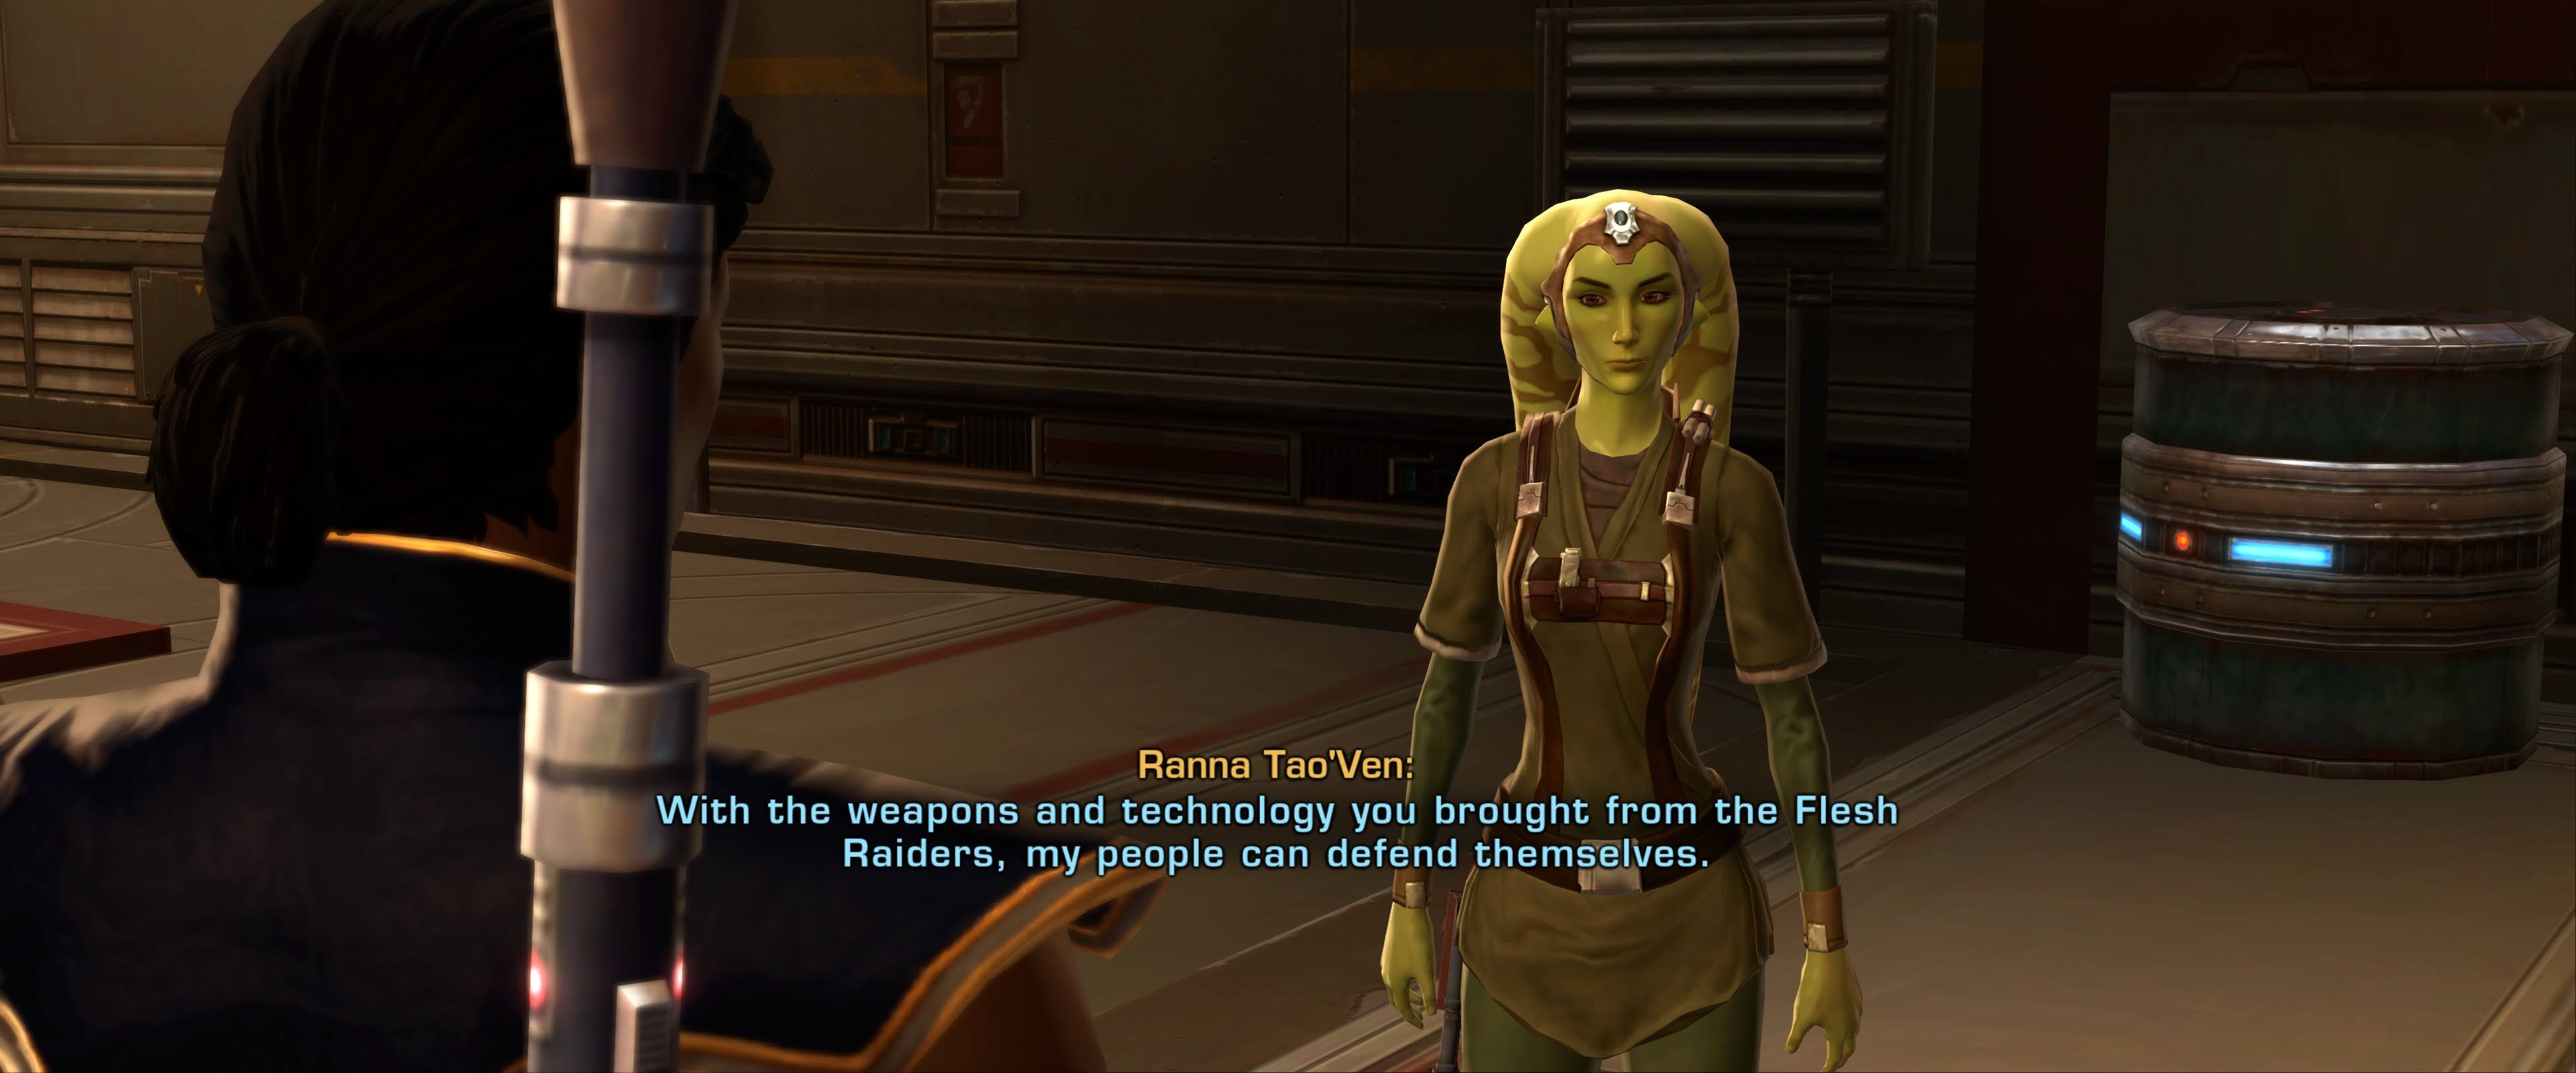 Ranna Tao'Ven:
With the weapons and technology you brought from the Flesh
Raiders, my people can defend themselves.